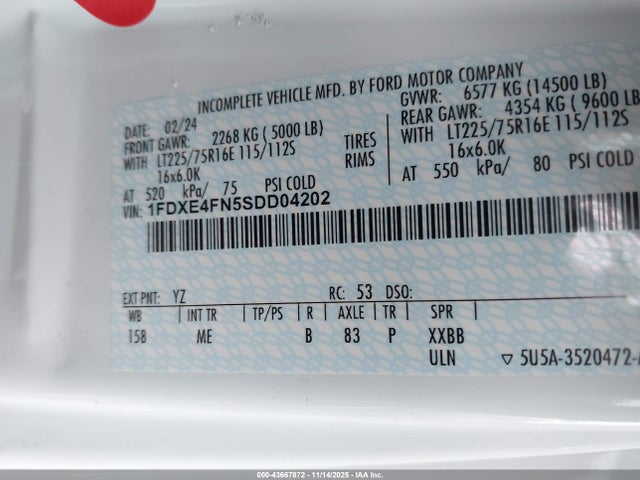 INCOMPLETE VEHICLE MFD. BY FORD MOTOR COMPANY
DATE: 02/24 GVWR: 6577 KG (14500 LB)
FRONT GAWR: 2268 KG (5000 LB) REAR GAWR: 4354 KG (9600 LB
WITH LT225/75R16E 115/112S TIRES WITH LT225/75R16E 115/112S
16x6.0K RIMS 16x6.0K
AT 520 kPa/ 75 PSI COLD AT 550 kPa/ 80 PSI COLD
VIN: 1FDXE4FN5SDD04202
EXT PNT: YZ RC: 53 DSO:
WB INT TR TP/PS R AXLE TR SPR
158 ME B 83 P XXBB
ULN ▽ 5U5A-3520472-
000-43667872 - 11/14/2025 - IAA Inc.